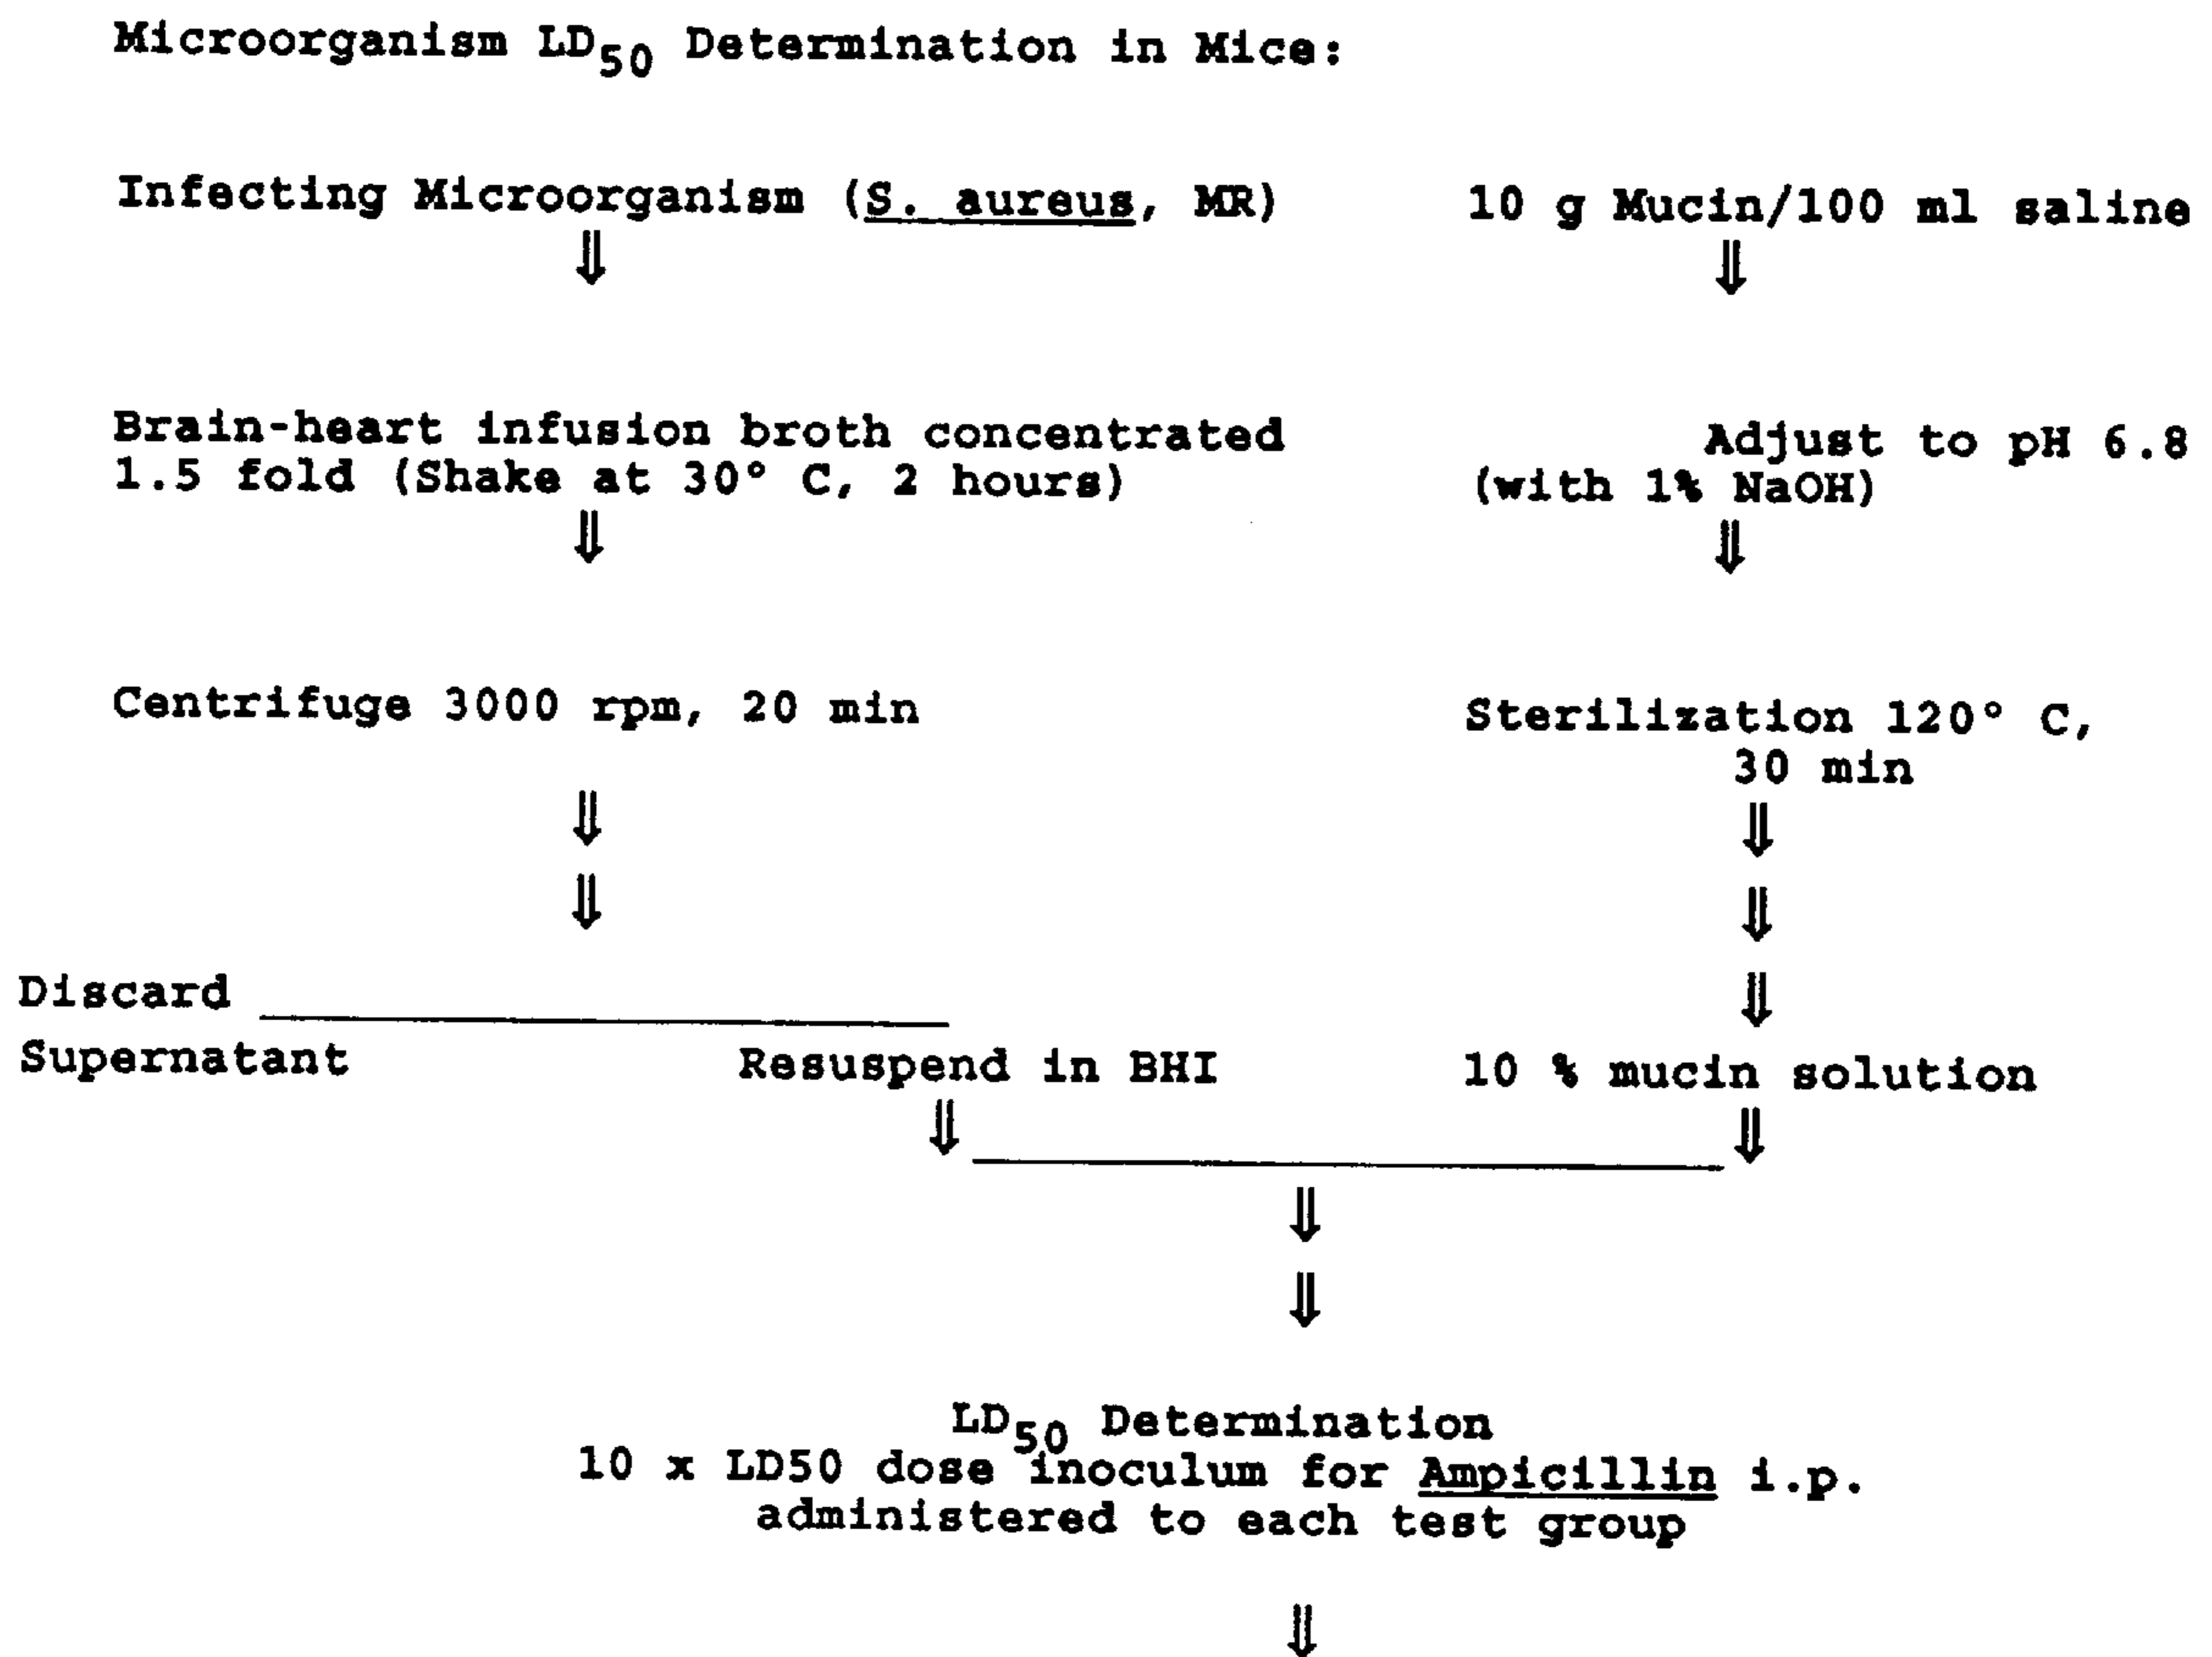 Microorganism LD50 Determination in Mice:
Infecting Microorganism (S. aureus, MR)
10 g Mucin/100 ml saline
⇓
⇓
Brain-heart infusion broth concentrated
1.5 fold (Shake at 30° C, 2 hours)
Adjust to pH 6.8
(with 1% NaOH)
⇓
⇓
Centrifuge 3000 rpm, 20 min
Sterilization 120° C,
30 min
⇓
⇓
⇓
⇓
⇓
Discard
Supernatant
Resuspend in BHI
10 % mucin solution
⇓
⇓
⇓
⇓
LD50 Determination
10 x LD50 dose inoculum for Ampicillin i.p.
administered to each test group
⇓